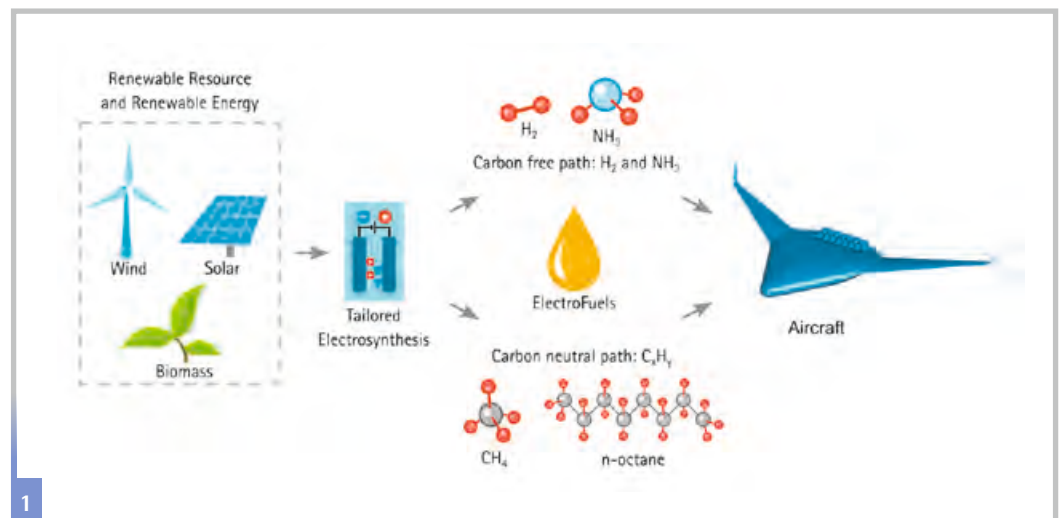 Renewable Resource
and Renewable Energy
Wind
Solar
Biomass
Tailored
Electrosynthesis
H₂
NH₃
Carbon free path: H₂ and NH₃
ElectroFuels
Carbon neutral path: CₓHᵧ
CH₄
n-octane
Aircraft
1